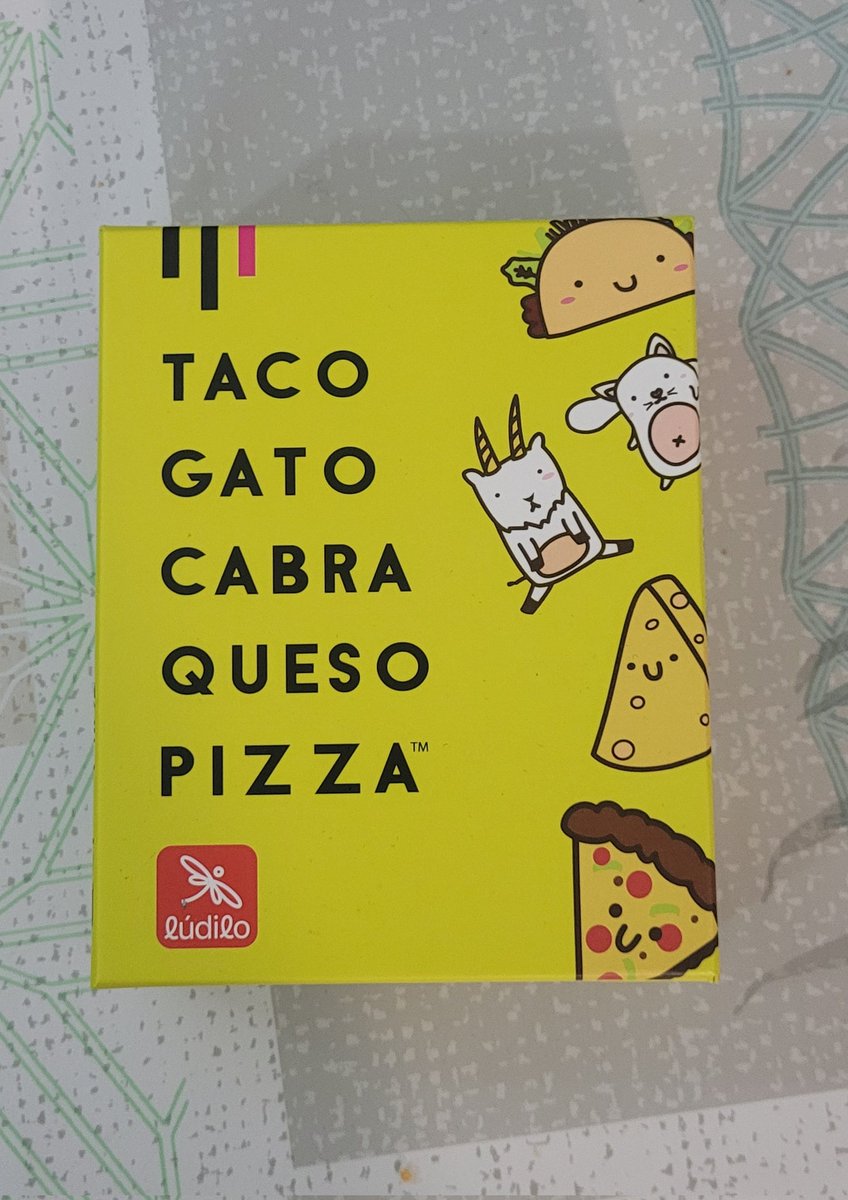 TACO
GATO
CABRA
QUESO
PIZZA™
lúdilo